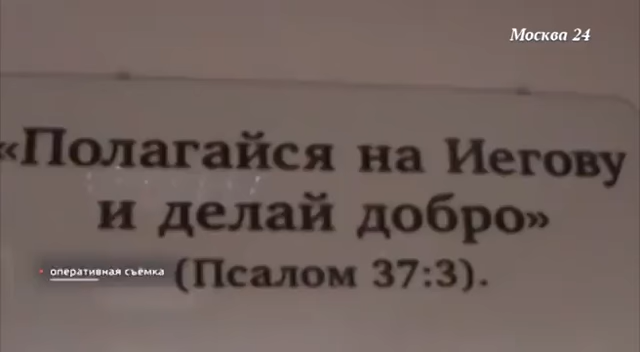 Москва 24
«Полагайся на Иегову
и делай добро»
оперативная съёмка
(Псалом 37:3).